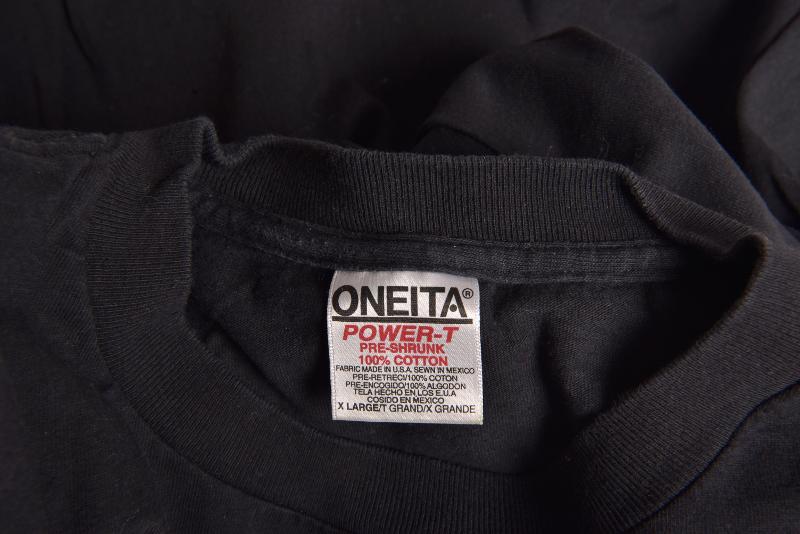 ONEITA®
POWER-T
PRE-SHRUNK
100% COTTON
FABRIC MADE IN U.S.A. SEWN IN MEXICO
PRE-RETRECI/100% COTON
PRE-ENCOGIDO/100% ALGODON
TELA HECHO EN LOS E.U.A
COSIDO EN MEXICO
X LARGE/T GRAND/X GRANDE